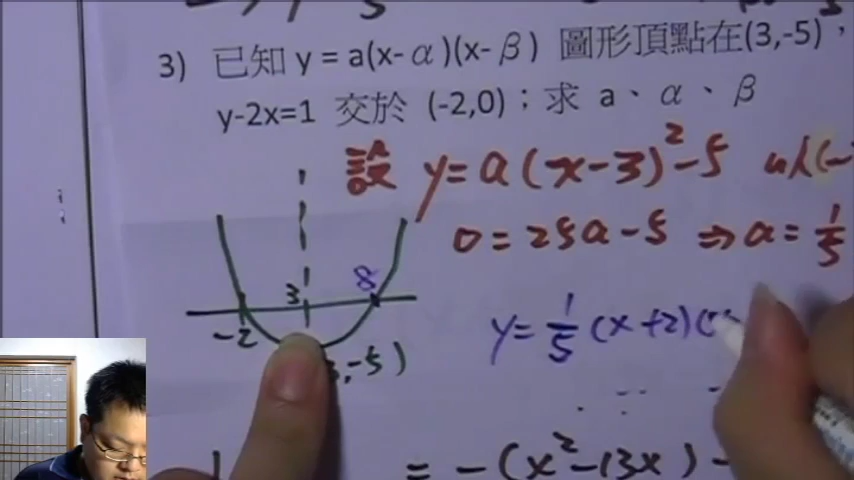 3) 已知 y = a(x-α)(x-β) 圖形頂點在(3,-5),
y-2x=1 交於 (-2,0)；求 a、α、β
設 y=a(x-3)²-5
0=25a-5 ⇒ a=1/5
3
8
-2
,-5)
y=1/5(x+2)(
= -(x²-13x)-